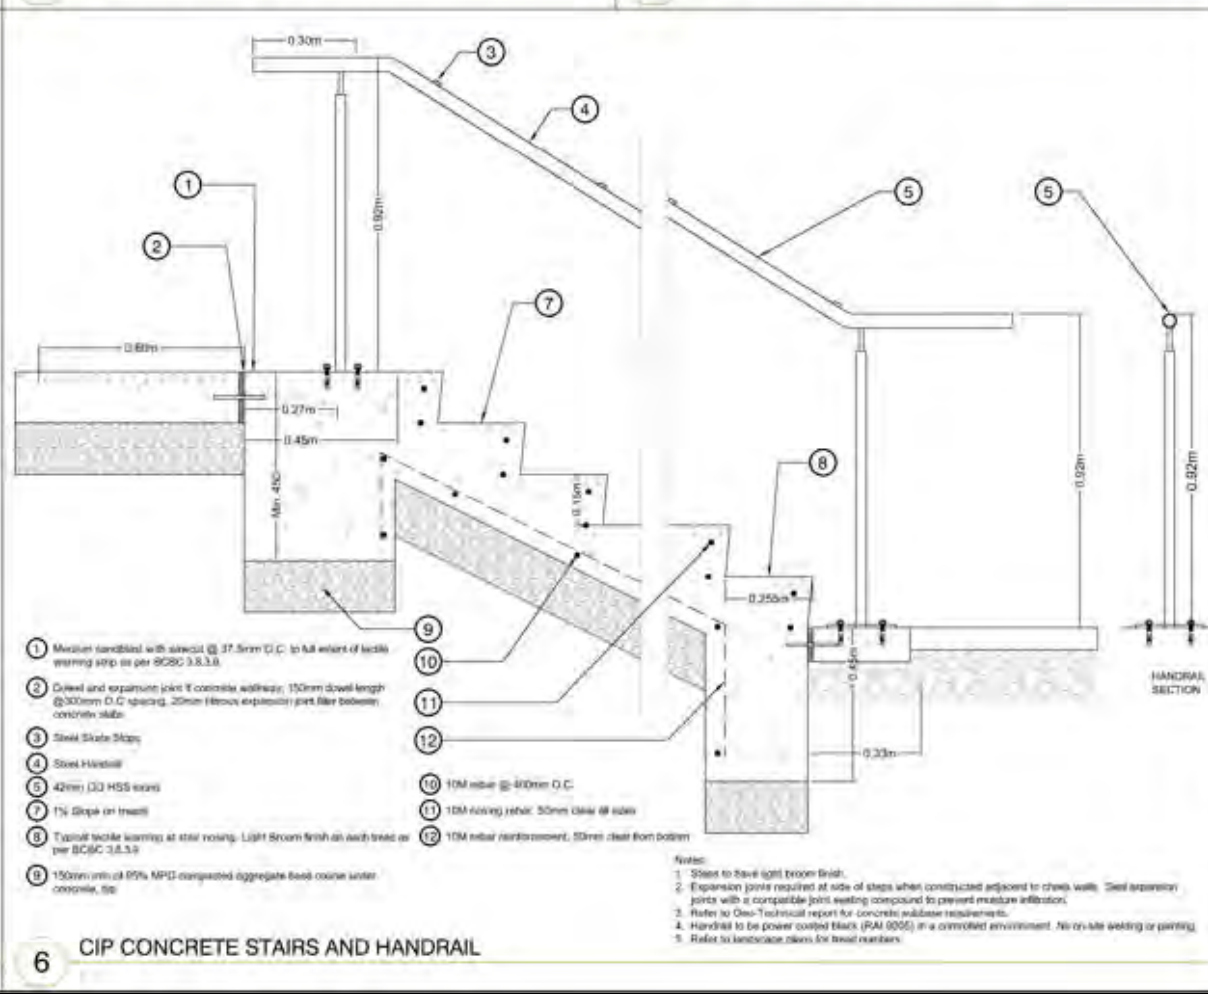 0.30m
3
4
1
0.92m
5
5
2
7
0.60m
0.27m
0.45m
8
Min. 450
0.15m
0.92m
0.92m
0.255m
9
10
11
12
0.45m
0.33m
HANDRAIL
SECTION
1 Medium sandblast with sawcut @ 37.5mm O.C. to full extent of tactile
warning strip as per BCBC 3.8.3.9.
2 Dowel and expansion joint if concrete walkway; 150mm dowel length
@300mm O.C spacing, 20mm fibrous expansion joint filler between
concrete slabs
3 Steel Skate Stops
4 Steel Handrail
5 42mm OD HSS
7 1% Slope on treads
8 Typical tactile warning at stair nosing. Light Broom finish on each tread as
per BCBC 3.8.3.9
9 150mm min of 95% MPD compacted aggregate base course under
concrete, typ
10 10M rebar @ 400mm O.C.
11 10M nosing rebar, 50mm clear all sides
12 10M rebar reinforcement, 50mm clear from bottom
Notes:
1. Steps to have light broom finish.
2. Expansion joints required at side of steps when constructed adjacent to cheek walls. Seal expansion
joints with a compatible joint sealing compound to prevent moisture infiltration.
3. Refer to Geo-Technical report for concrete subbase requirements.
4. Handrail to be power coated black (RAl 9005) in a controlled environment. No on-site welding or painting.
5. Refer to landscape plans for tread numbers.
6 CIP CONCRETE STAIRS AND HANDRAIL